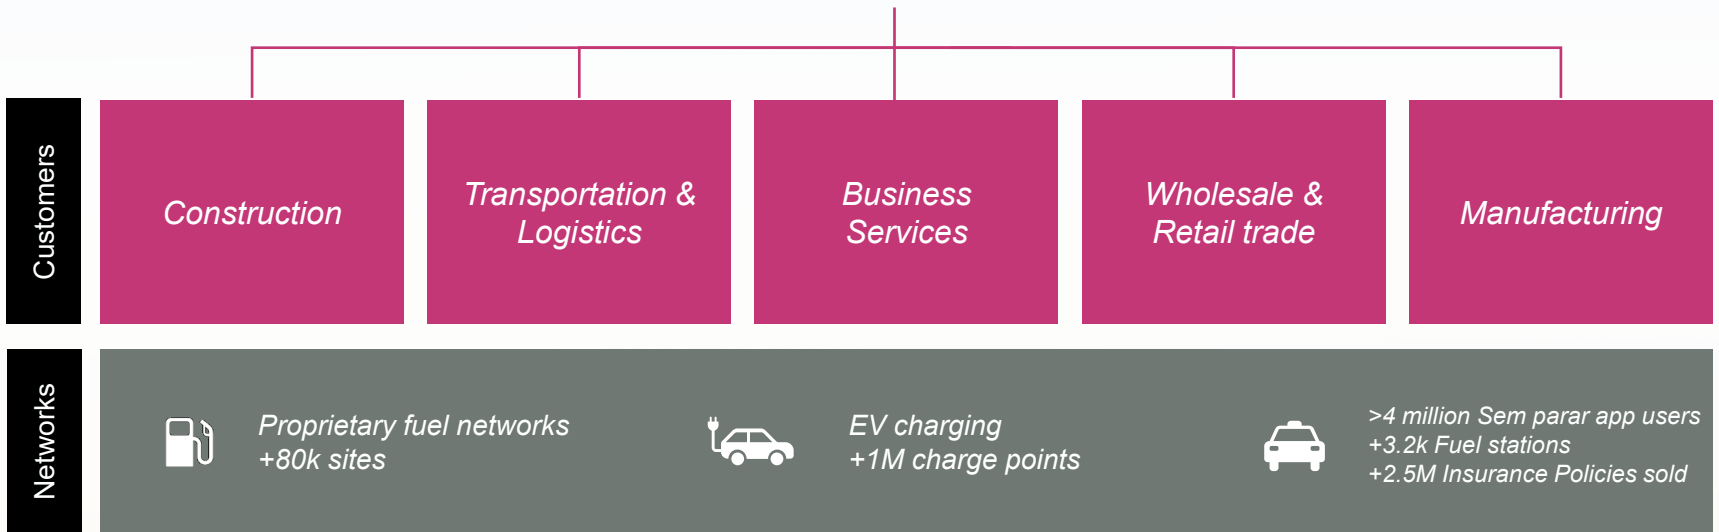 Customers
Construction
Transportation &
Logistics
Business
Services
Wholesale &
Retail trade
Manufacturing
Networks
Proprietary fuel networks
+80k sites
EV charging
+1M charge points
>4 million Sem parar app users
+3.2k Fuel stations
+2.5M Insurance Policies sold